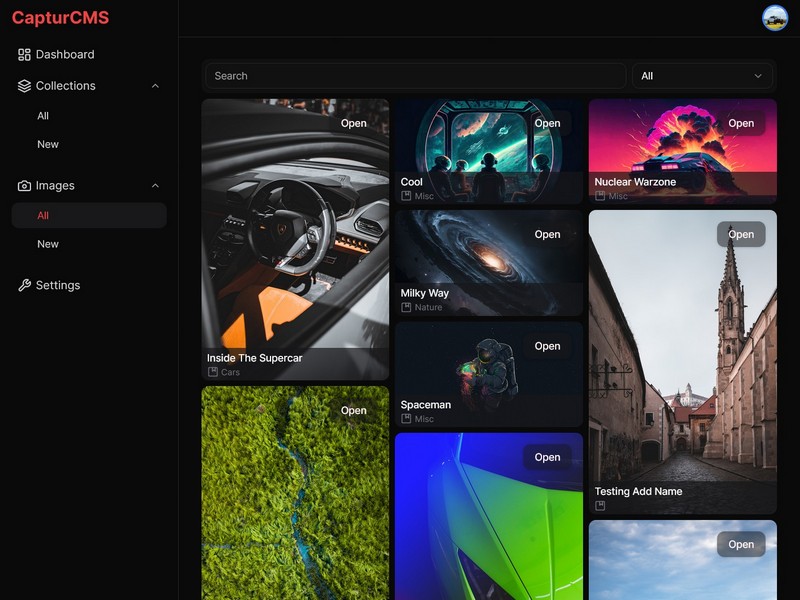 CapturCMS
Dashboard
Collections
All
New
Images
All
New
Settings
Search
All
Open
Inside The Supercar
Cars
Open
Open
Cool
Misc
Open
Milky Way
Nature
Open
Spaceman
Misc
Open
Open
Nuclear Warzone
Misc
Open
Testing Add Name
Open